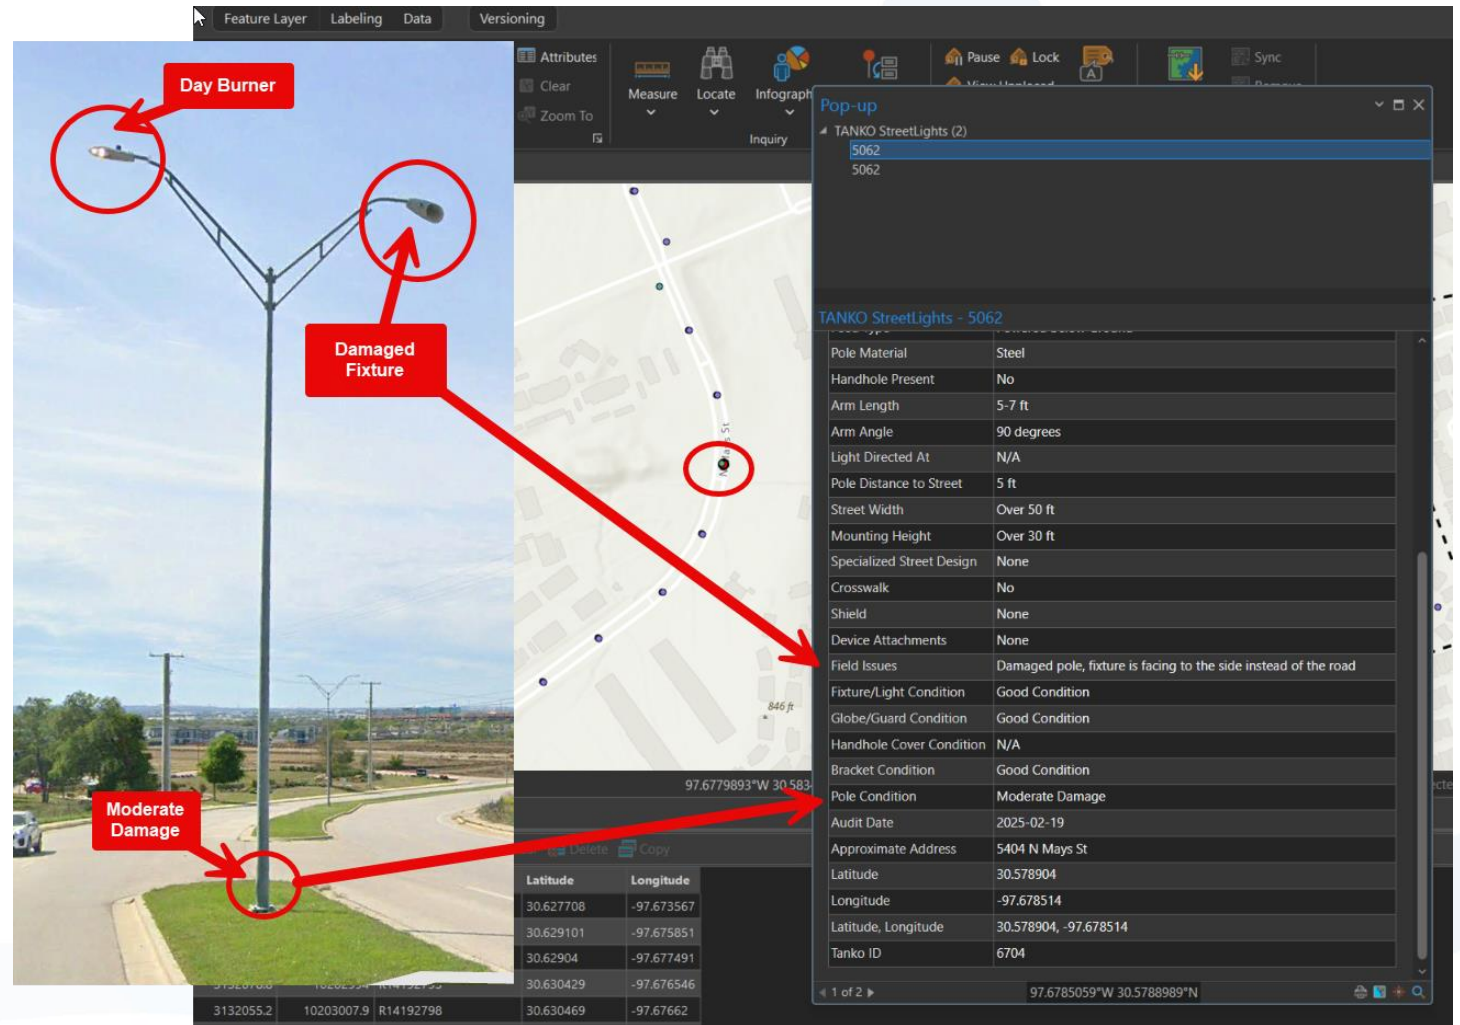 Feature Layer Labeling Data Versioning
Attributes
Clear
Zoom To
Measure Locate Infograph
Inquiry
Pause Lock
Sync
Day Burner
Damaged
Fixture
Moderate
Damage
846 ft
97.6779893°W 30.583
Delete Copy
Latitude Longitude
30.627708 -97.673567
30.629101 -97.675851
30.62904 -97.677491
30.630429 -97.676546
3132055.2 10203007.9 R14192798 30.630469 -97.67662
Pop-up
TANKO StreetLights (2)
5062
5062
TANKO StreetLights - 5062
Pole Material Steel
Handhole Present No
Arm Length 5-7 ft
Arm Angle 90 degrees
Light Directed At N/A
Pole Distance to Street 5 ft
Street Width Over 50 ft
Mounting Height Over 30 ft
Specialized Street Design None
Crosswalk No
Shield None
Device Attachments None
Field Issues Damaged pole, fixture is facing to the side instead of the road
Fixture/Light Condition Good Condition
Globe/Guard Condition Good Condition
Handhole Cover Condition N/A
Bracket Condition Good Condition
Pole Condition Moderate Damage
Audit Date 2025-02-19
Approximate Address 5404 N Mays St
Latitude 30.578904
Longitude -97.678514
Latitude, Longitude 30.578904, -97.678514
Tanko ID 6704
1 of 2
97.6785059°W 30.5788989°N